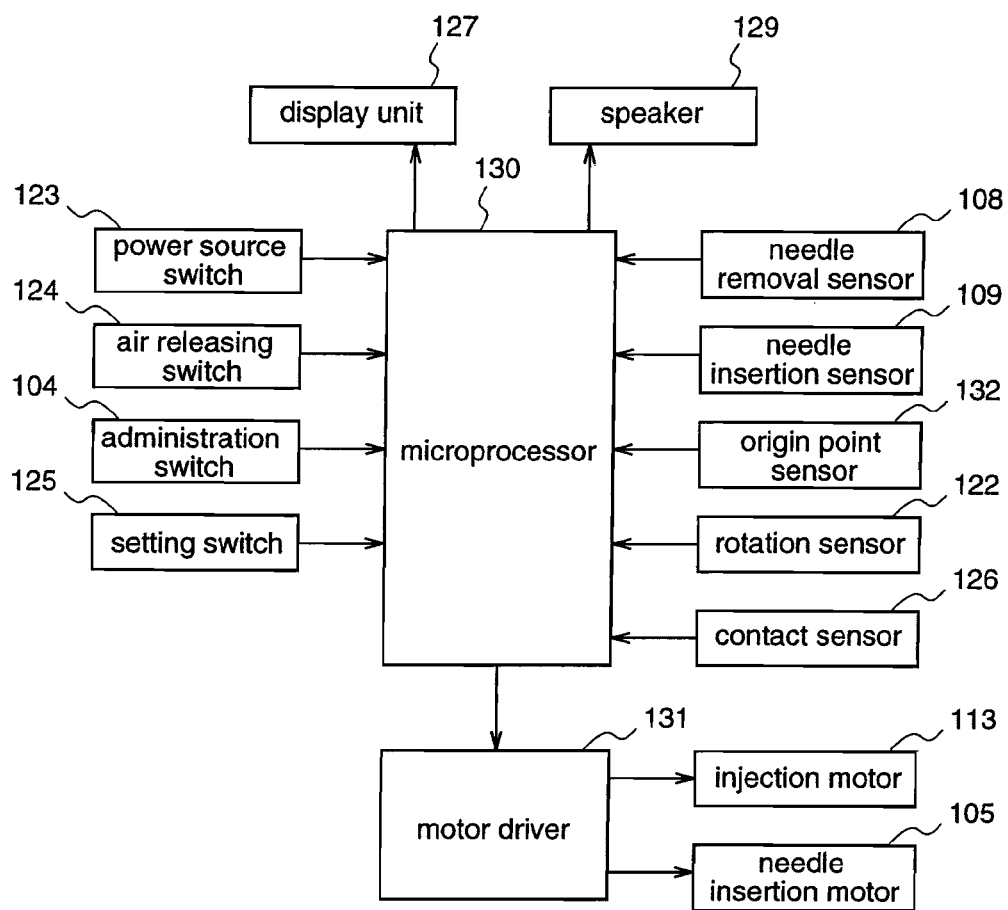 127
129
display unit
speaker
130
123
108
power source
switch
needle
removal sensor
124
109
air releasing
switch
needle
insertion sensor
104
132
administration
switch
microprocessor
origin point
sensor
125
122
setting switch
rotation sensor
126
contact sensor
131
113
injection motor
motor driver
105
needle
insertion motor